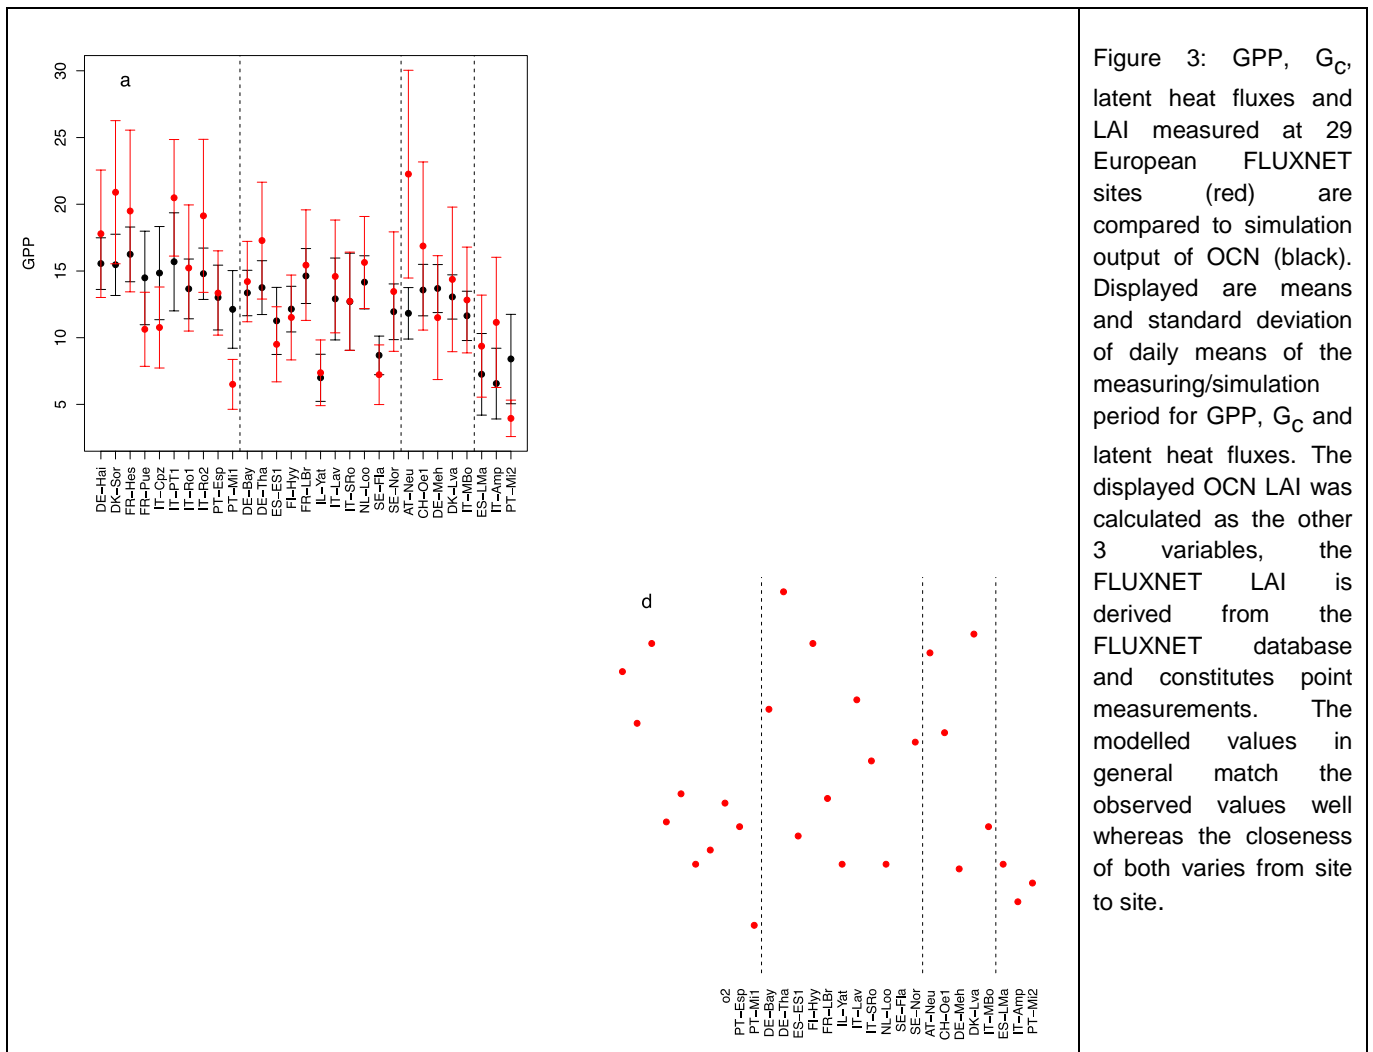 a
30
25
20
15
10
5
GPP
DE−Hai
DK−Sor
FR−Hes
FR−Pue
IT−Cpz
IT−PT1
IT−Ro1
IT−Ro2
PT−Esp
PT−Mi1
DE−Bay
DE−Tha
ES−ES1
FI−Hyy
FR−LBr
IL−Yat
IT−Lav
IT−SRo
NL−Loo
SE−Fla
SE−Nor
AT−Neu
CH−Oe1
DE−Meh
DK−Lva
IT−MBo
ES−LMa
IT−Amp
PT−Mi2
d
o2
PT−Esp
PT−Mi1
DE−Bay
DE−Tha
ES−ES1
FI−Hyy
FR−LBr
IL−Yat
IT−Lav
IT−SRo
NL−Loo
SE−Fla
SE−Nor
AT−Neu
CH−Oe1
DE−Meh
DK−Lva
IT−MBo
ES−LMa
IT−Amp
PT−Mi2
Figure 3: GPP, Gc,
latent heat fluxes and
LAI measured at 29
European FLUXNET
sites (red) are
compared to simulation
output of OCN (black).
Displayed are means
and standard deviation
of daily means of the
measuring/simulation
period for GPP, Gc and
latent heat fluxes. The
displayed OCN LAI was
calculated as the other
3 variables, the
FLUXNET LAI is
derived from the
FLUXNET database
and constitutes point
measurements. The
modelled values in
general match the
observed values well
whereas the closeness
of both varies from site
to site.